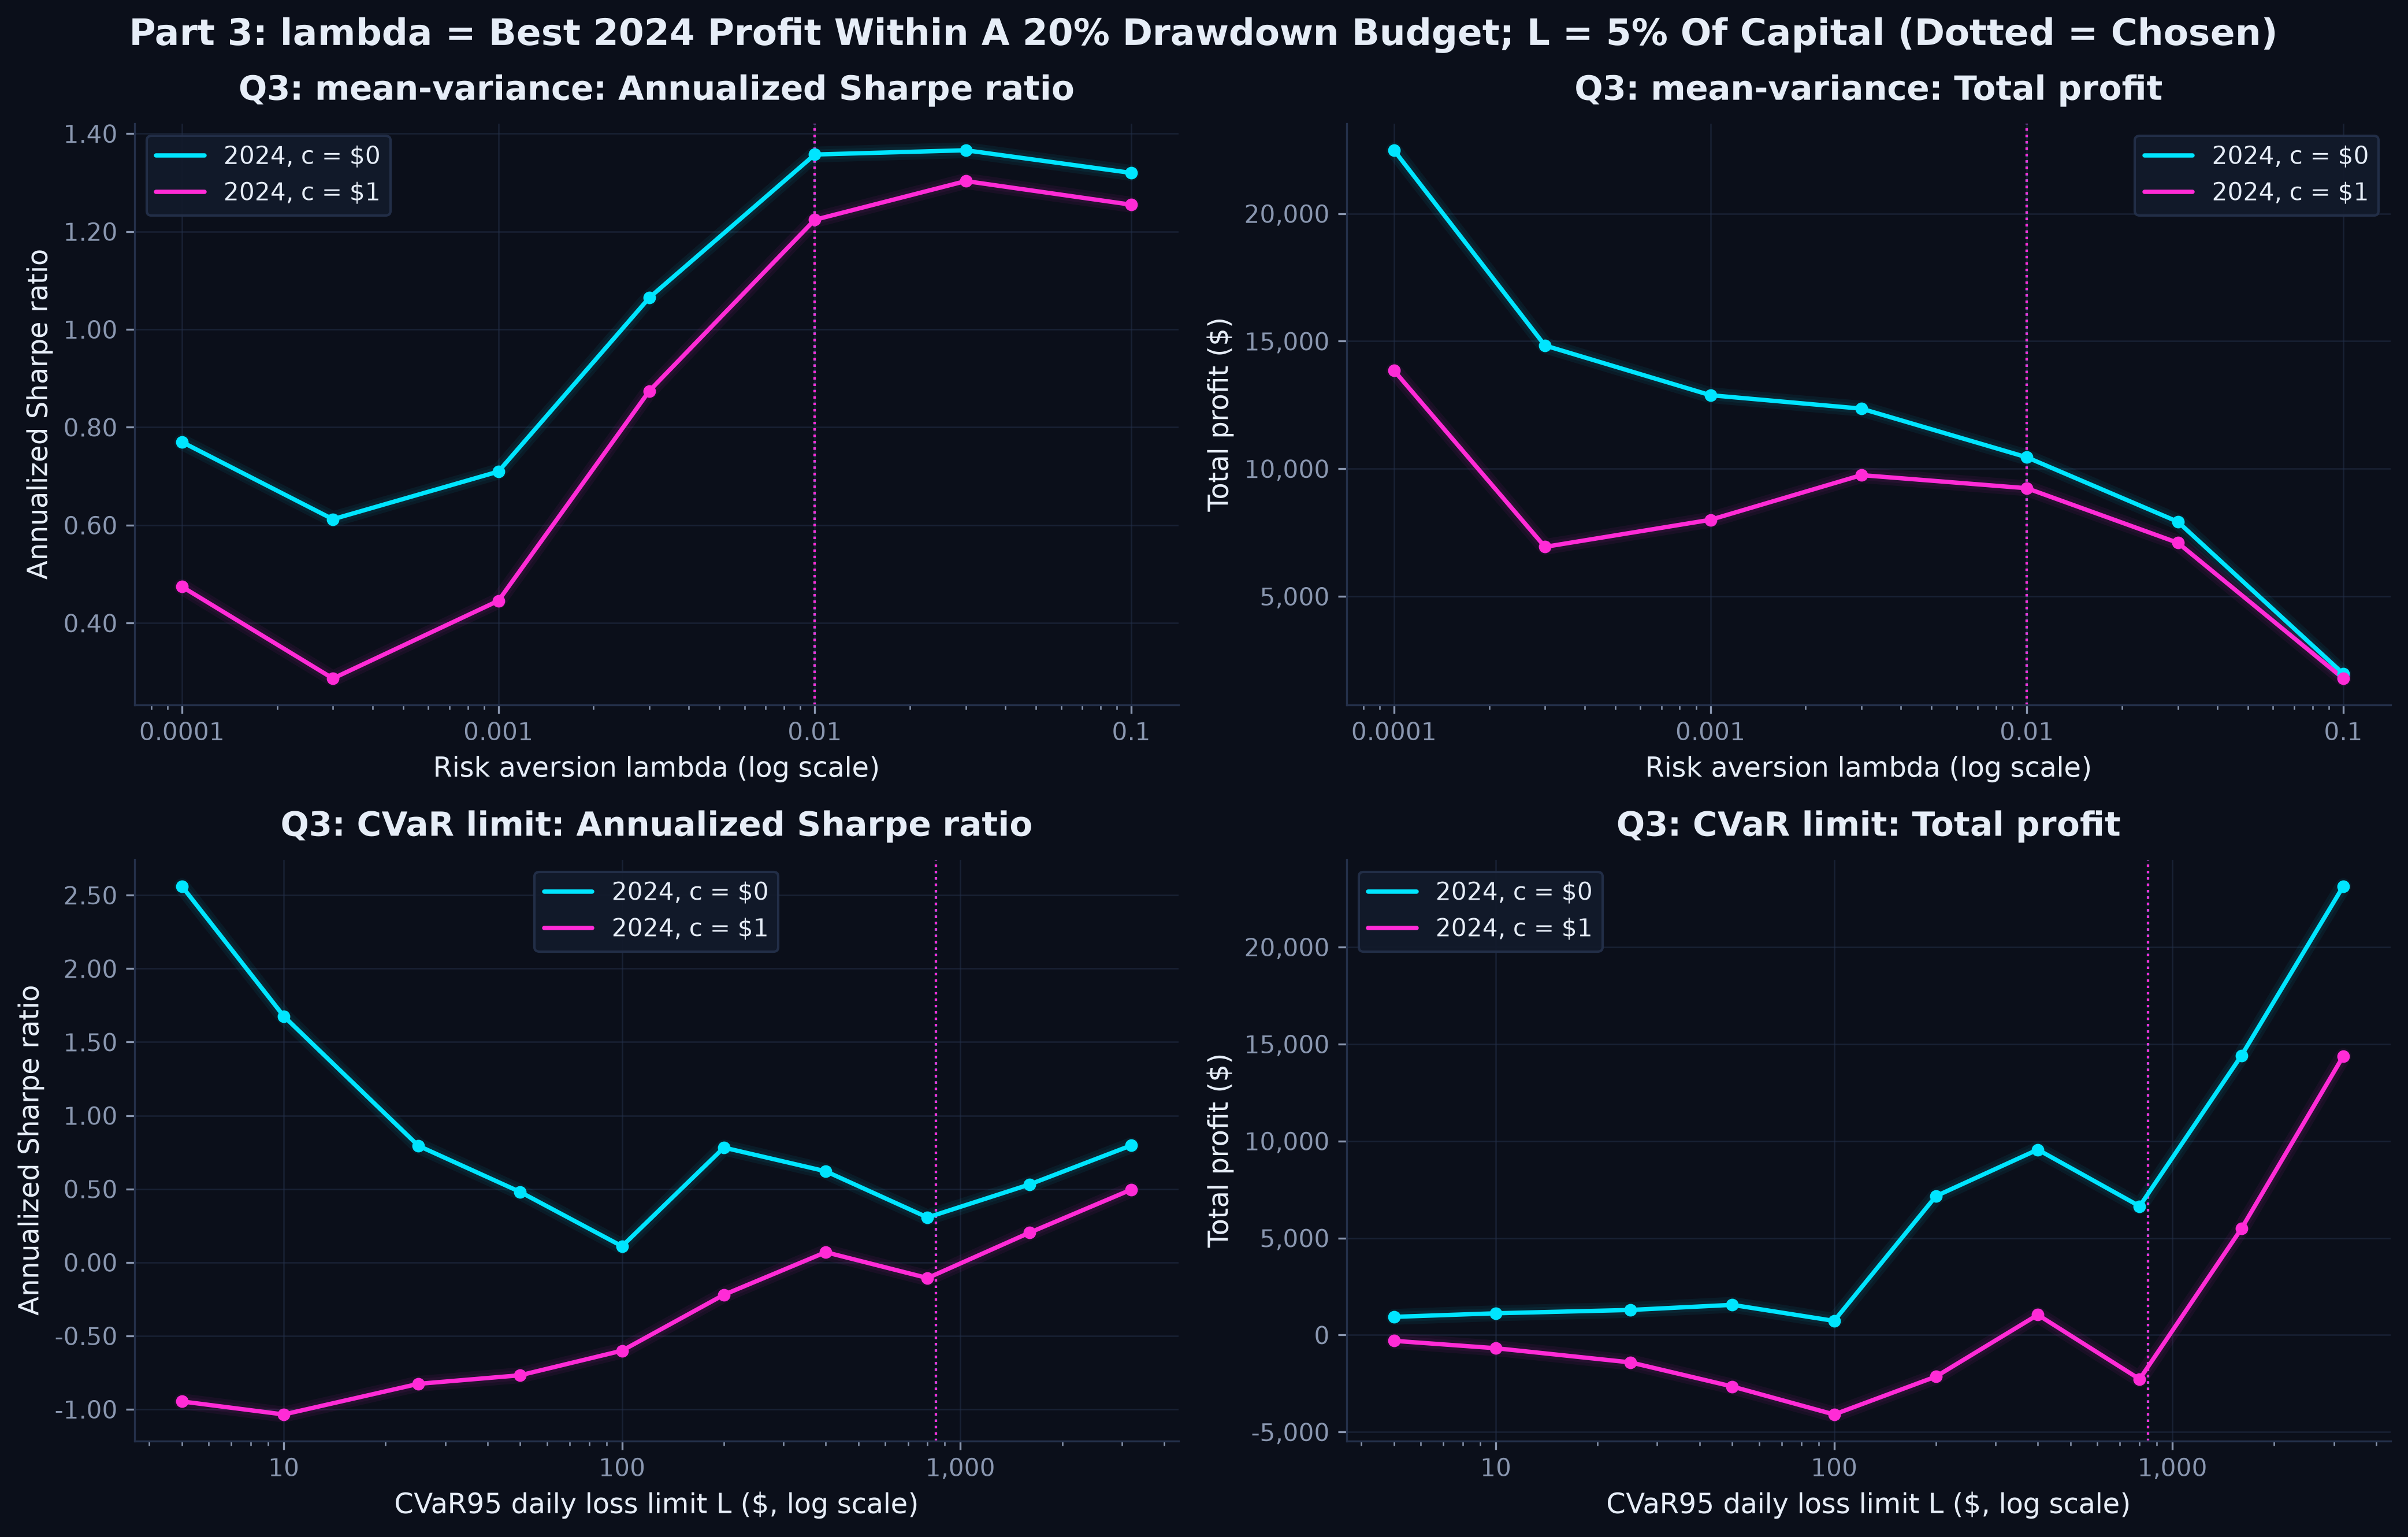 Part 3: lambda = Best 2024 Profit Within A 20% Drawdown Budget; L = 5% Of Capital (Dotted = Chosen)
Q3: mean-variance: Annualized Sharpe ratio
1.40
1.20
1.00
0.80
0.60
0.40
Annualized Sharpe ratio
2024, c = $0
2024, c = $1
0.0001
0.001
0.01
0.1
Risk aversion lambda (log scale)
Q3: mean-variance: Total profit
20,000
15,000
10,000
5,000
Total profit ($)
2024, c = $0
2024, c = $1
0.0001
0.001
0.01
0.1
Risk aversion lambda (log scale)
Q3: CVaR limit: Annualized Sharpe ratio
2.50
2.00
1.50
1.00
0.50
0.00
-0.50
-1.00
Annualized Sharpe ratio
2024, c = $0
2024, c = $1
10
100
1,000
CVaR95 daily loss limit L ($, log scale)
Q3: CVaR limit: Total profit
20,000
15,000
10,000
5,000
0
-5,000
Total profit ($)
2024, c = $0
2024, c = $1
10
100
1,000
CVaR95 daily loss limit L ($, log scale)